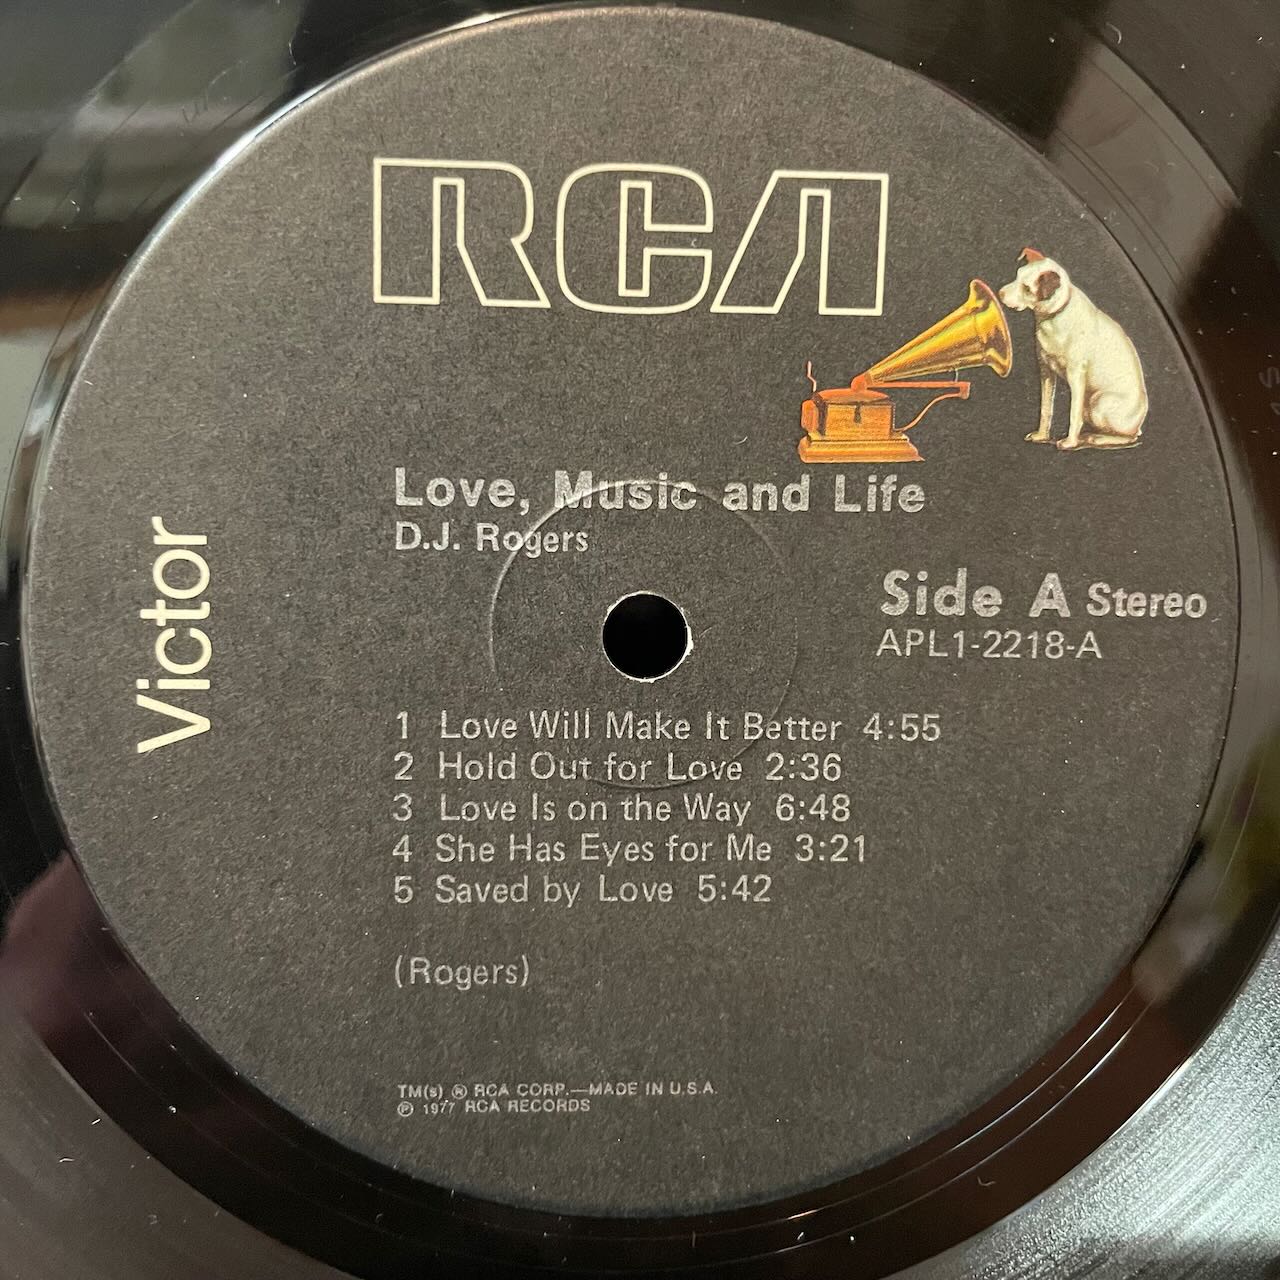 RCA
Victor
Love, Music and Life
D.J. Rogers
Side A Stereo
APL1-2218-A
1 Love Will Make It Better 4:55
2 Hold Out for Love 2:36
3 Love Is on the Way 6:48
4 She Has Eyes for Me 3:21
5 Saved by Love 5:42
(Rogers)
TM(s) ® RCA CORP.—MADE IN U.S.A.
℗ 1977 RCA RECORDS